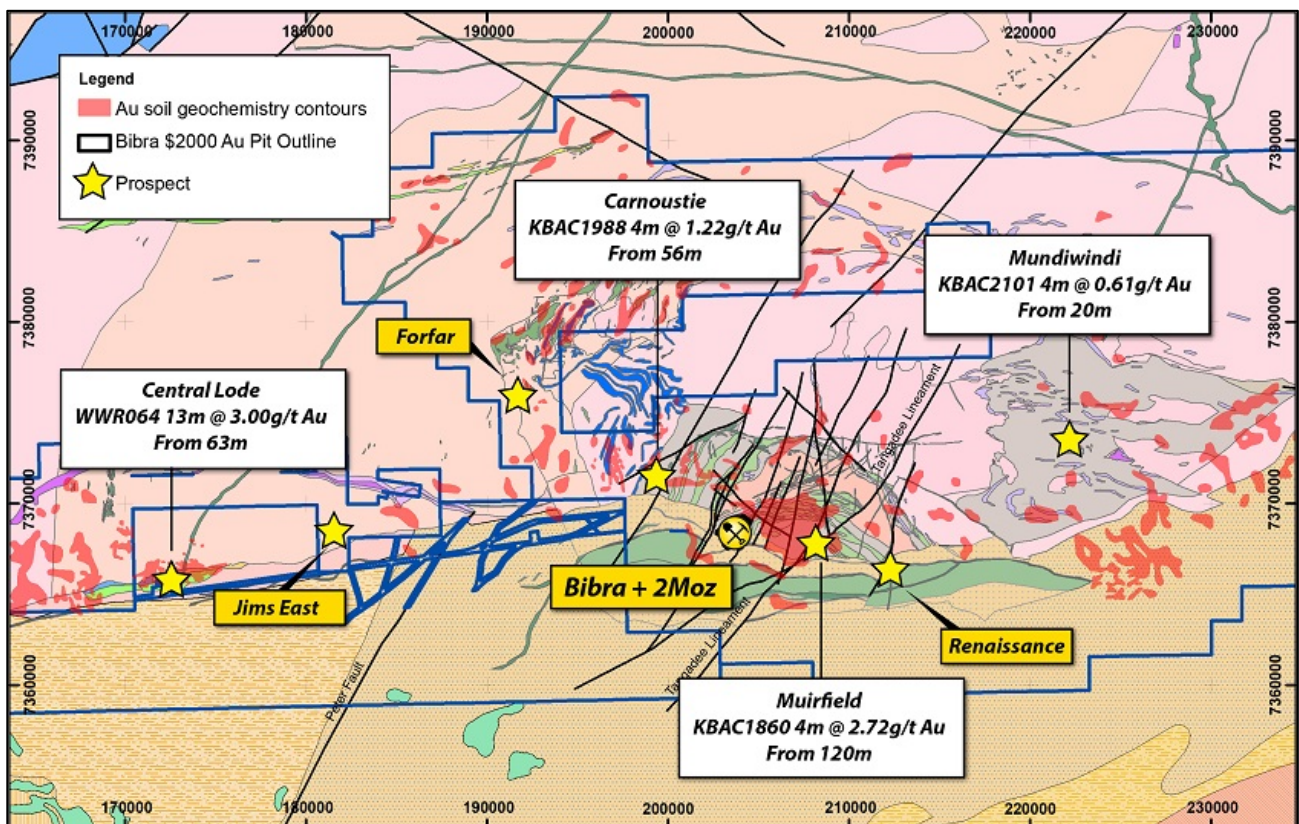 170000
180000
190000
200000
210000
220000
230000
Legend
Au soil geochemistry contours
Bibra $2000 Au Pit Outline
Prospect
7390000
7390000
Carnoustie
KBAC1988 4m @ 1.22g/t Au
From 56m
Mundiwindi
KBAC2101 4m @ 0.61g/t Au
From 20m
7380000
7380000
Forfar
Central Lode
WWR064 13m @ 3.00g/t Au
From 63m
Tangadee Lineament
7370000
7370000
Bibra + 2Moz
Jims East
Renaissance
Tangadee Lineament
Peter Fault
7360000
7360000
Muirfield
KBAC1860 4m @ 2.72g/t Au
From 120m
170000
180000
190000
200000
210000
220000
230000